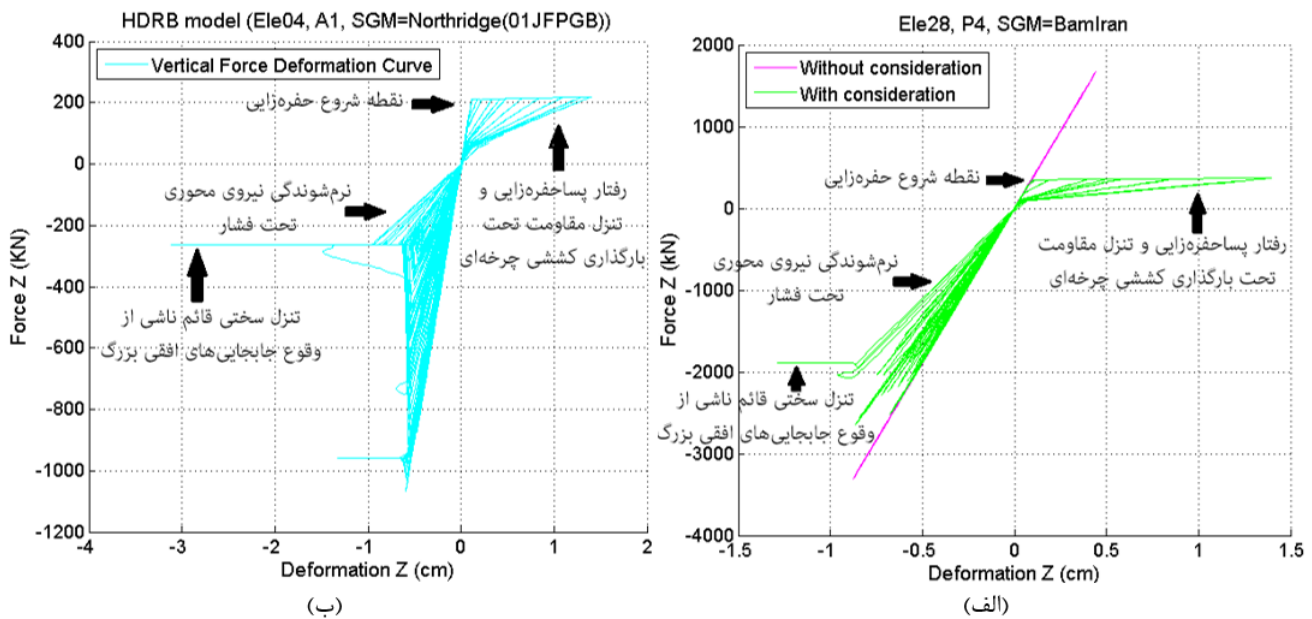 HDRB model (Ele04, A1, SGM=Northridge(01JFPGB))
Vertical Force Deformation Curve
نقطه شروع حفره‌زایی
رفتار پساحفره‌زایی و
تنزل مقاومت تحت
بارگذاری کششی چرخه‌ای
نرم‌شوندگی نیروی محوری
تحت فشار
تنزل سختی قائم ناشی از
وقوع جابجایی‌های افقی بزرگ
Force Z (KN)
400
200
0
-200
-400
-600
-800
-1000
-1200
-4
-3
-2
-1
0
1
2
Deformation Z (cm)
(ب)
Ele28, P4, SGM=BamIran
Without consideration
With consideration
نقطه شروع حفره‌زایی
رفتار پساحفره‌زایی و تنزل مقاومت
تحت بارگذاری کششی چرخه‌ای
نرم‌شوندگی نیروی محوری
تحت فشار
تنزل سختی قائم ناشی از
وقوع جابجایی‌های افقی بزرگ
Force Z (kN)
2000
1000
0
-1000
-2000
-3000
-4000
-1.5
-1
-0.5
0
0.5
1
1.5
Deformation Z (cm)
(الف)